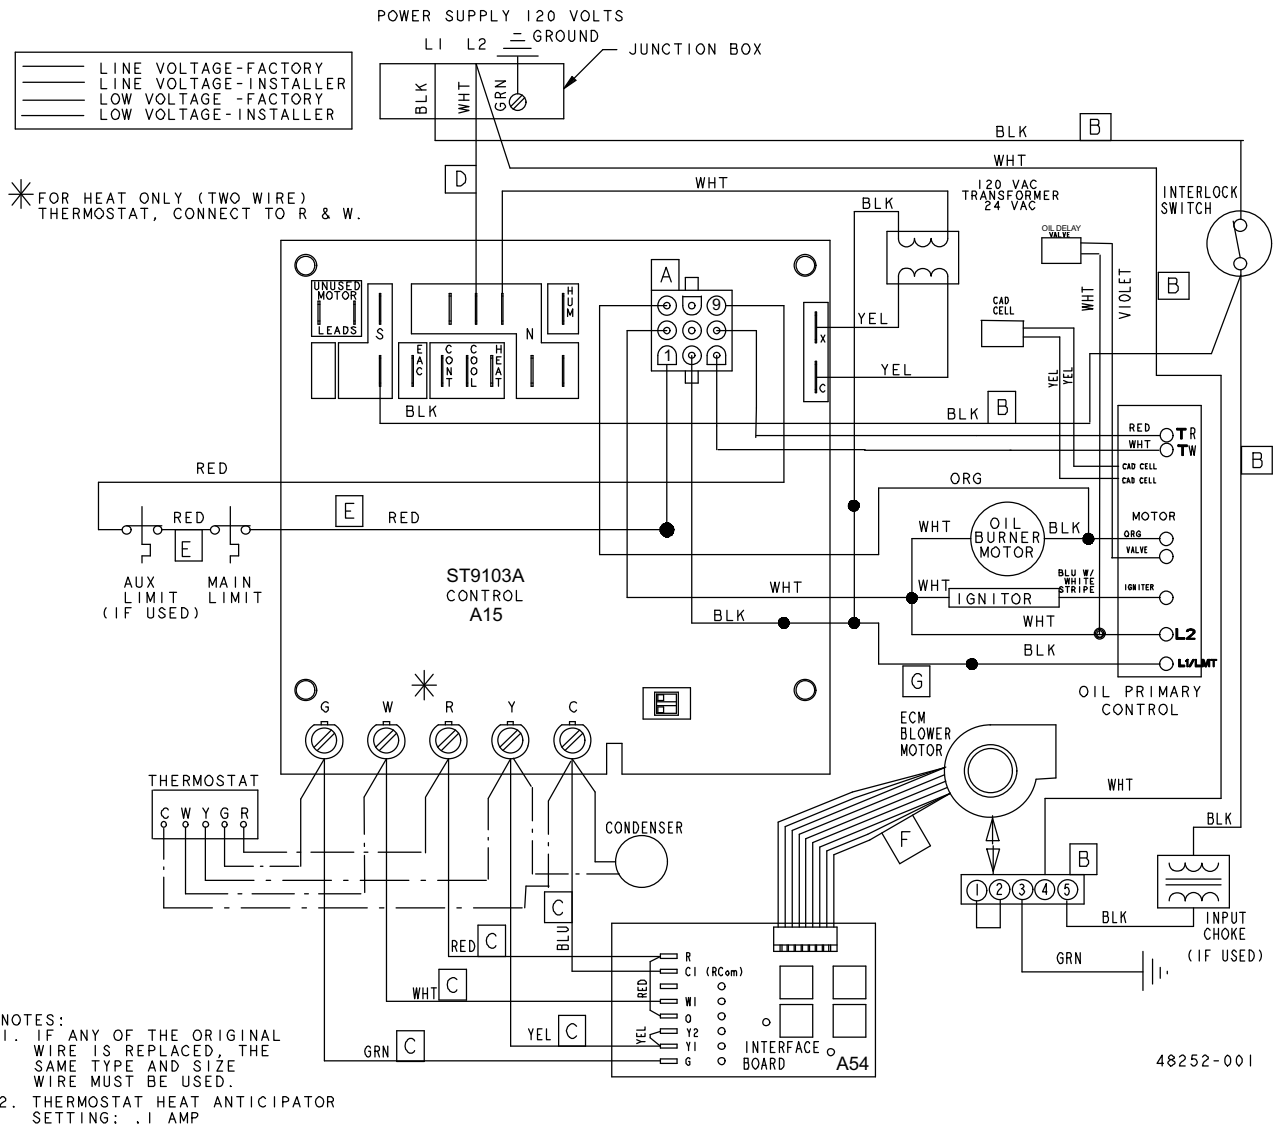 POWER SUPPLY 120 VOLTS
L1 L2 GROUND
JUNCTION BOX
BLK WHT GRN
LINE VOLTAGE-FACTORY
LINE VOLTAGE-INSTALLER
LOW VOLTAGE -FACTORY
LOW VOLTAGE-INSTALLER
FOR HEAT ONLY (TWO WIRE)
THERMOSTAT, CONNECT TO R & W.
BLK B
WHT
D
WHT
BLK
120 VAC
TRANSFORMER
24 VAC
INTERLOCK
SWITCH
OIL DELAY
VALVE
WHT
VIOLET
B
CAD
CELL
YEL
YEL
UNUSED
MOTOR
LEADS
S
HUM
N
EAC
CONT
COOL
HEAT
BLK
A
9
1
X
C
YEL
YEL
BLK B
RED
RED
E
RED
E
AUX
LIMIT
(IF USED)
MAIN
LIMIT
ST9103A
CONTROL
A15
RED TR
WHT TW
CAD CELL
CAD CELL
B
ORG
MOTOR
WHT
OIL
BURNER
MOTOR
BLK
ORG
VALVE
WHT
WHT
IGNITOR
BLU W/
WHITE
STRIPE
IGNITER
BLK
WHT
L2
BLK
L1/LMT
G
OIL PRIMARY
CONTROL
G W R Y C
ECM
BLOWER
MOTOR
THERMOSTAT
C W Y G R
CONDENSER
F
WHT
BLK
B
1 2 3 4 5
BLK
INPUT
CHOKE
(IF USED)
GRN
C
BLU
RED C
WHT C
YEL C
GRN C
R
C1 (RCom)
RED
W1
O
Y2
YEL
Y1
G
INTERFACE
BOARD
A54
48252-001
NOTES:
1. IF ANY OF THE ORIGINAL
WIRE IS REPLACED, THE
SAME TYPE AND SIZE
WIRE MUST BE USED.
2. THERMOSTAT HEAT ANTICIPATOR
SETTING: .1 AMP